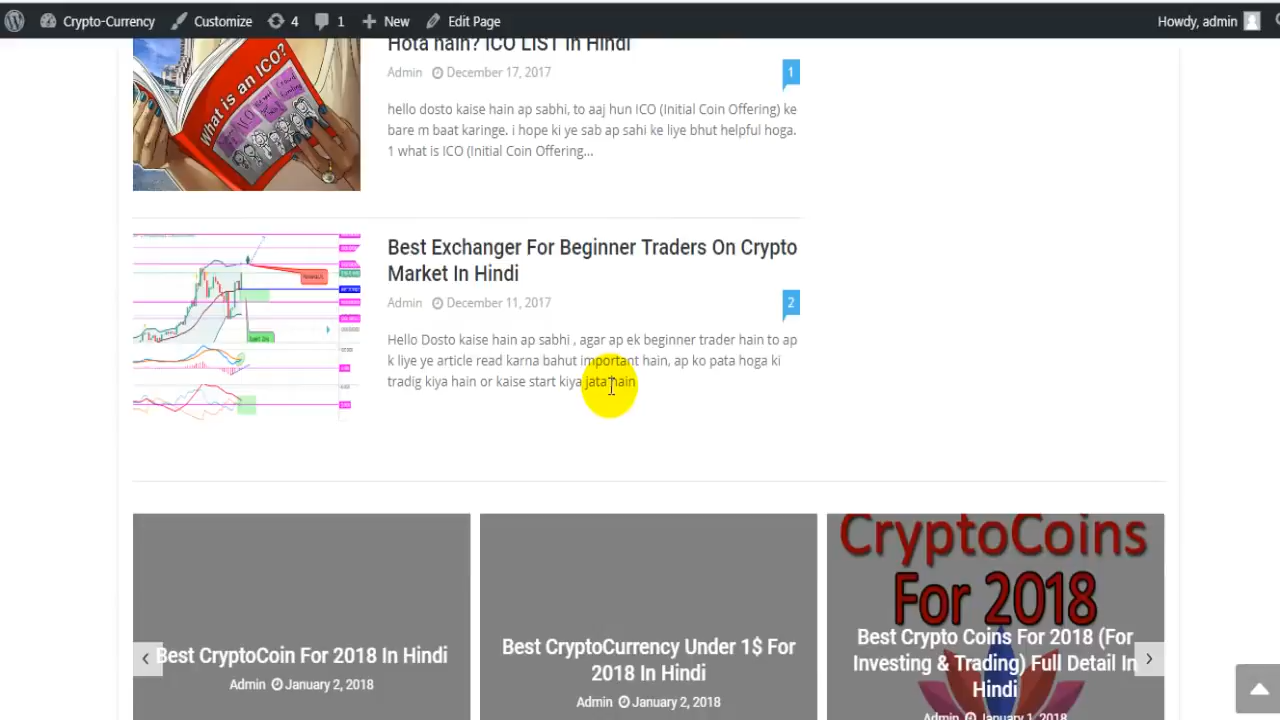 Crypto-Currency Customize 4 1 New Edit Page Howdy, admin
Hota hain? ICO LIST In Hindi
Admin December 17, 2017
1
hello dosto kaise hain ap sabhi, to aaj hun ICO (Initial Coin Offering) ke
bare m baat karinge. i hope ki ye sab ap sahi ke liye bhut helpful hoga.
1 what is ICO (Initial Coin Offering...
What is an ICO?
Best Exchanger For Beginner Traders On Crypto
Market In Hindi
Admin December 11, 2017
2
Hello Dosto kaise hain ap sabhi , agar ap ek beginner trader hain to ap
k liye ye article read karna bahut important hain, ap ko pata hoga ki
tradig kiya hain or kaise start kiya jata hain
Best CryptoCoin For 2018 In Hindi
Admin January 2, 2018
Best CryptoCurrency Under 1$ For
2018 In Hindi
Admin January 2, 2018
CryptoCoins
For 2018
Best Crypto Coins For 2018 (For
Investing & Trading) Full Detail In
Hindi
Admin January 1, 2018